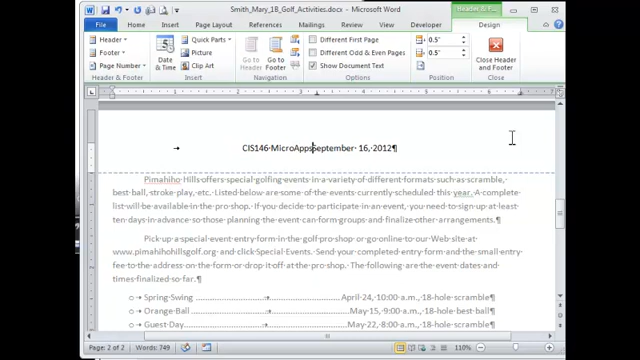 Smith_Mary_1B_Golf_Activities.docx - Microsoft Word
Header & F...
File Home Insert Page Layout References Mailings Review View Developer Design
Header Quick Parts Different First Page 0.5"
Footer Picture Different Odd & Even Pages 0.5"
Page Number Date & Time Clip Art Go to Header Go to Footer Show Document Text Close Header and Footer
Header & Footer Insert Navigation Options Position Close
CIS146 MicroAppsSeptember 16, 2012¶
Pimahiho Hills offers special golfing events in a variety of different formats such as scramble,
best ball, stroke play, etc. Listed below are some of the events currently scheduled this year. A complete
list will be available in the pro shop. If you decide to participate in an event, you need to sign up at least
ten days in advance so those planning the event can form groups and finalize other arrangements.¶
Pick up a special event entry form in the golf pro shop or go online to our Web site at
www.pimahihohillsgolf.org and click Special Events. Send your completed entry form and the small entry
fee to the address on the form or drop it off at the pro shop. The following are the event dates and
times finalized so far.¶
Spring Swing April 24, 10:00 a.m., 18-hole scramble¶
Orange Ball May 15, 9:00 a.m., 18-hole best ball¶
Guest Day May 22, 8:00 a.m., 18-hole scramble¶
Page: 2 of 2 Words: 749 110%